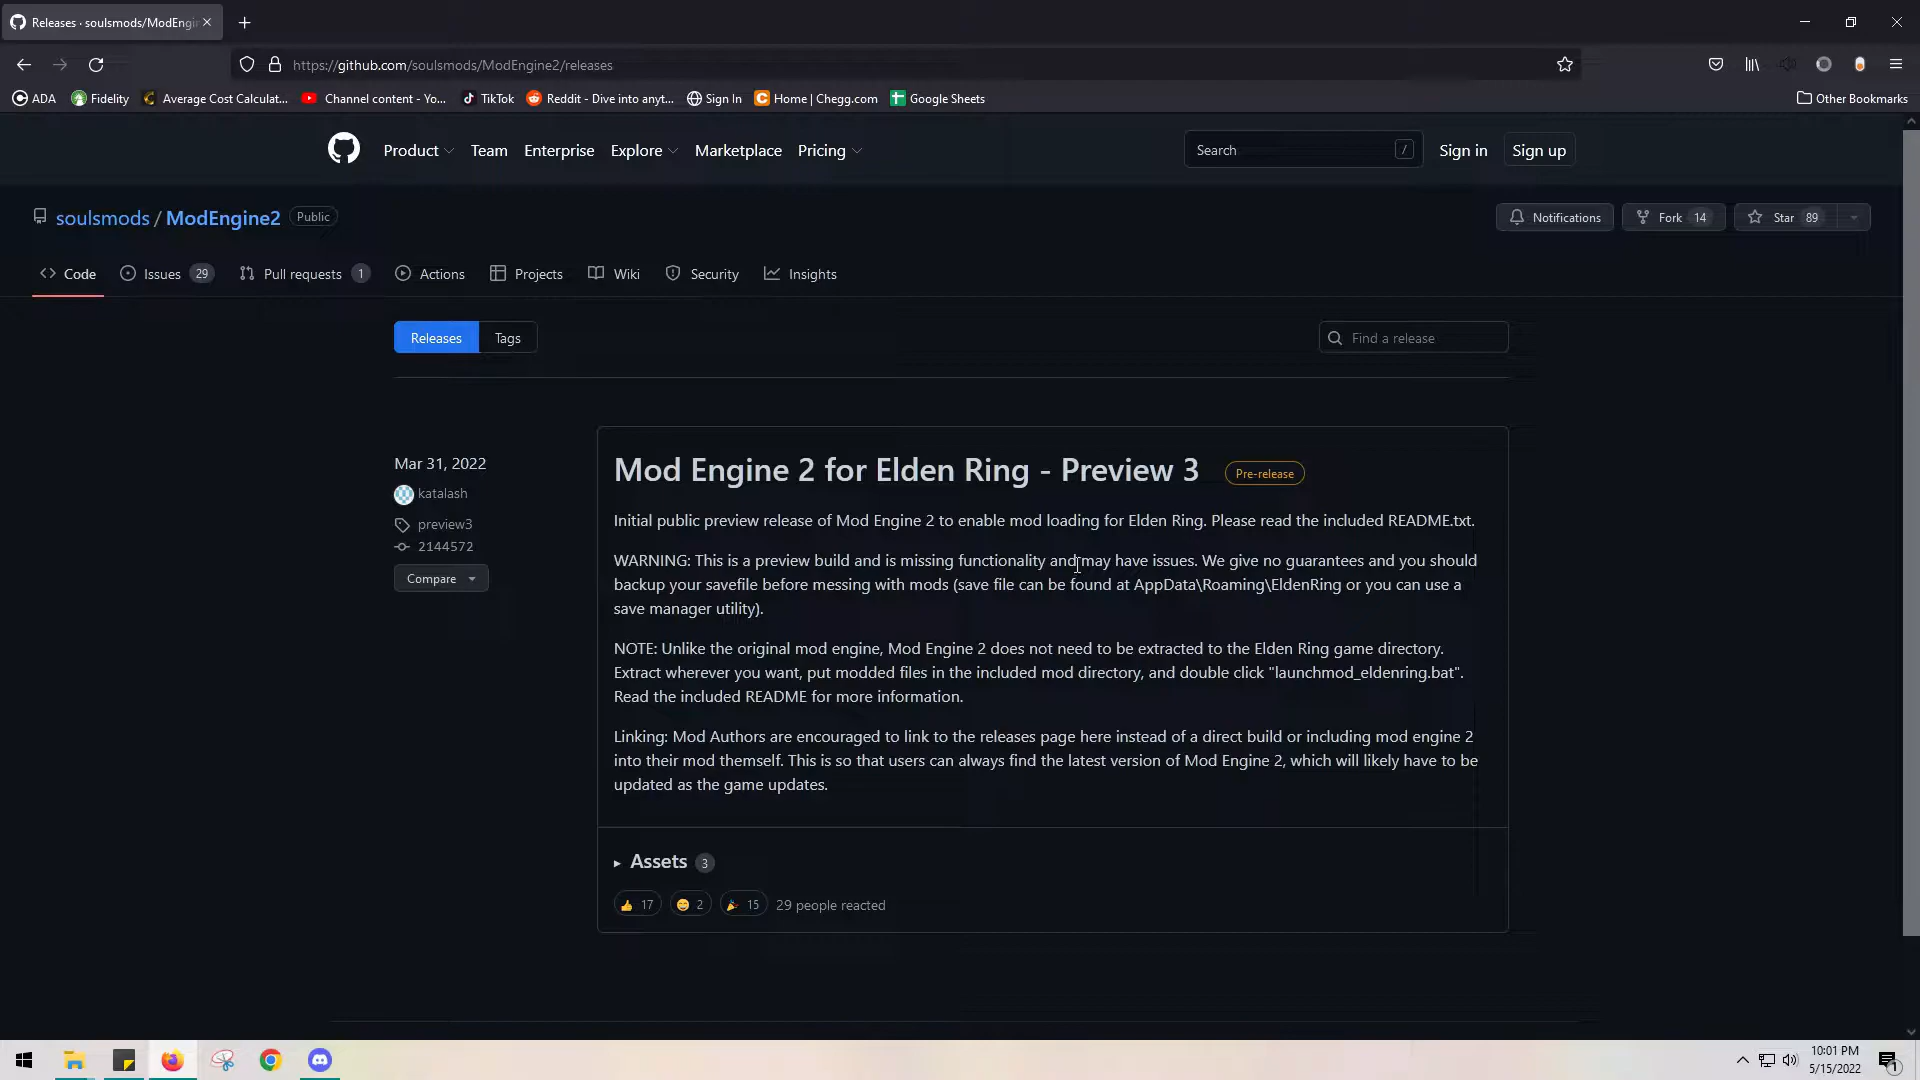 Releases · soulsmods/ModEngi
https://github.com/soulsmods/ModEngine2/releases
ADA Fidelity Average Cost Calculat... Channel content - Yo... TikTok Reddit - Dive into anyt... Sign In Home | Chegg.com Google Sheets Other Bookmarks
Product Team Enterprise Explore Marketplace Pricing Search / Sign in Sign up
soulsmods / ModEngine2 Public Notifications Fork 14 Star 89
Code Issues 29 Pull requests 1 Actions Projects Wiki Security Insights
Releases Tags Find a release
Mar 31, 2022
katalash
preview3
2144572
Compare
Mod Engine 2 for Elden Ring - Preview 3 Pre-release
Initial public preview release of Mod Engine 2 to enable mod loading for Elden Ring. Please read the included README.txt.
WARNING: This is a preview build and is missing functionality and may have issues. We give no guarantees and you should
backup your savefile before messing with mods (save file can be found at AppData\Roaming\EldenRing or you can use a
save manager utility).
NOTE: Unlike the original mod engine, Mod Engine 2 does not need to be extracted to the Elden Ring game directory.
Extract wherever you want, put modded files in the included mod directory, and double click "launchmod_eldenring.bat".
Read the included README for more information.
Linking: Mod Authors are encouraged to link to the releases page here instead of a direct build or including mod engine 2
into their mod themself. This is so that users can always find the latest version of Mod Engine 2, which will likely have to be
updated as the game updates.
Assets 3
👍 17 😄 2 🎉 15 29 people reacted
10:01 PM
5/15/2022
1